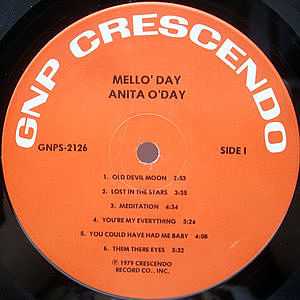 GNP CRESCENDO
MELLO' DAY
ANITA O'DAY
GNPS-2126 SIDE I
1. OLD DEVIL MOON 2:53
2. LOST IN THE STARS 3:35
3. MEDITATION 4:34
4. YOU'RE MY EVERYTHING 3:24
5. YOU COULD HAVE HAD ME BABY 4:08
6. THEM THERE EYES 3:32
Ⓟ 1979 CRESCENDO
RECORD CO., INC.